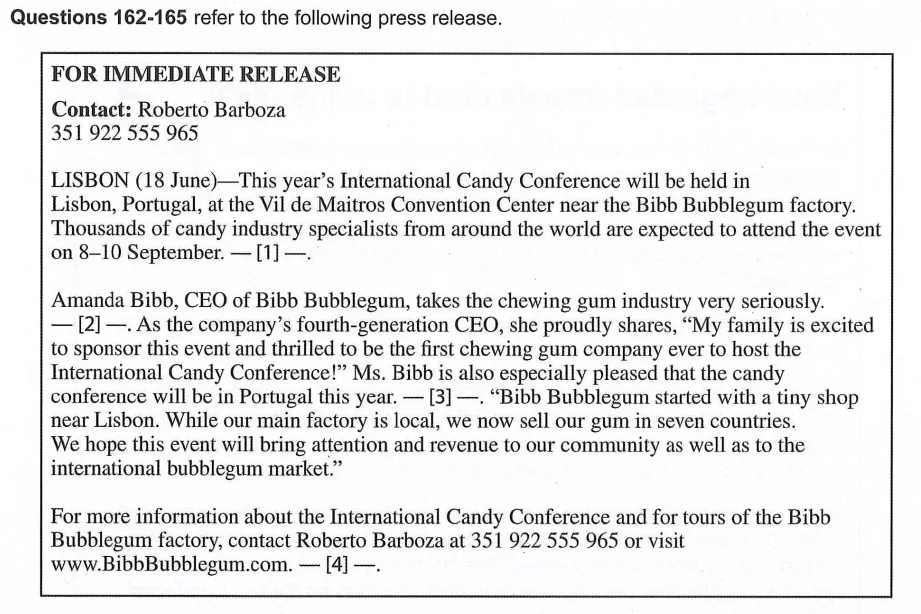 Questions 162-165 refer to the following press release.
FOR IMMEDIATE RELEASE
Contact: Roberto Barboza
351 922 555 965
LISBON (18 June)—This year's International Candy Conference will be held in
Lisbon, Portugal, at the Vil de Maitros Convention Center near the Bibb Bubblegum factory.
Thousands of candy industry specialists from around the world are expected to attend the event
on 8–10 September. — [1] —.
Amanda Bibb, CEO of Bibb Bubblegum, takes the chewing gum industry very seriously.
— [2] —. As the company's fourth-generation CEO, she proudly shares, “My family is excited
to sponsor this event and thrilled to be the first chewing gum company ever to host the
International Candy Conference!” Ms. Bibb is also especially pleased that the candy
conference will be in Portugal this year. — [3] —. “Bibb Bubblegum started with a tiny shop
near Lisbon. While our main factory is local, we now sell our gum in seven countries.
We hope this event will bring attention and revenue to our community as well as to the
international bubblegum market.”
For more information about the International Candy Conference and for tours of the Bibb
Bubblegum factory, contact Roberto Barboza at 351 922 555 965 or visit
www.BibbBubblegum.com. — [4] —.